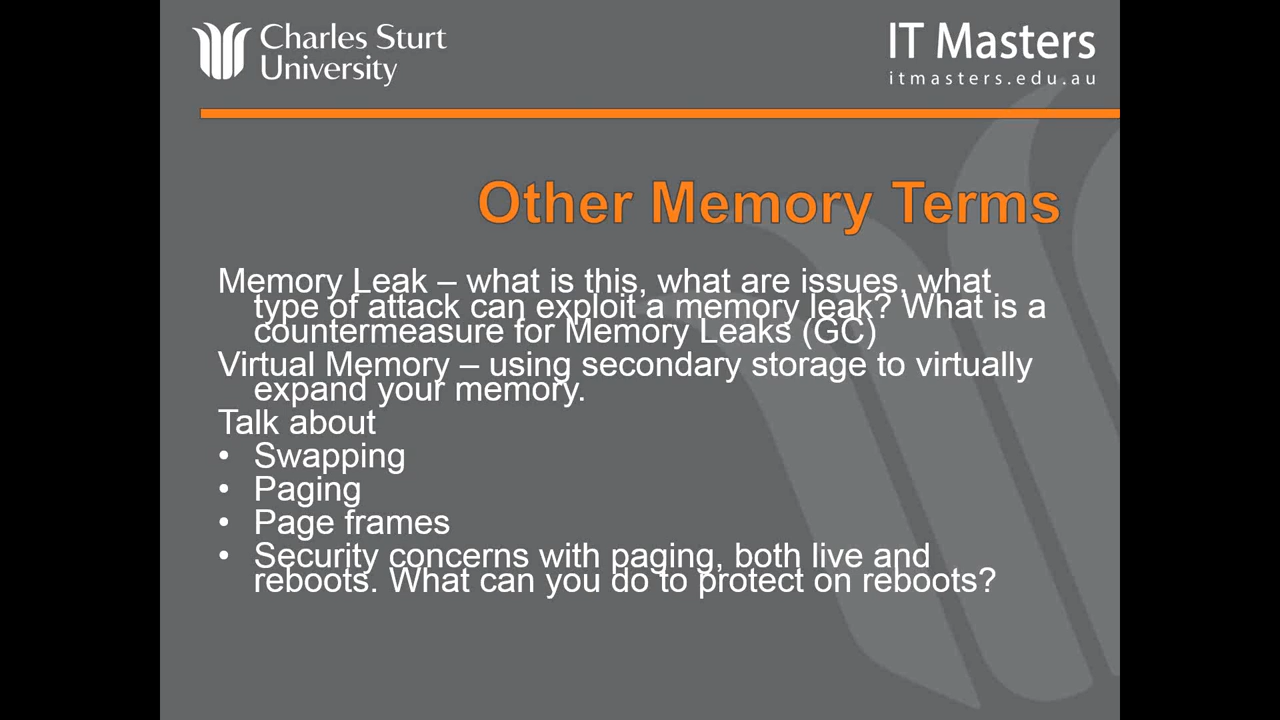 Charles Sturt
University
IT Masters
itmasters.edu.au
Other Memory Terms
Memory Leak – what is this, what are issues, what
type of attack can exploit a memory leak? What is a
countermeasure for Memory Leaks (GC)
Virtual Memory – using secondary storage to virtually
expand your memory.
Talk about
• Swapping
• Paging
• Page frames
• Security concerns with paging, both live and
reboots. What can you do to protect on reboots?